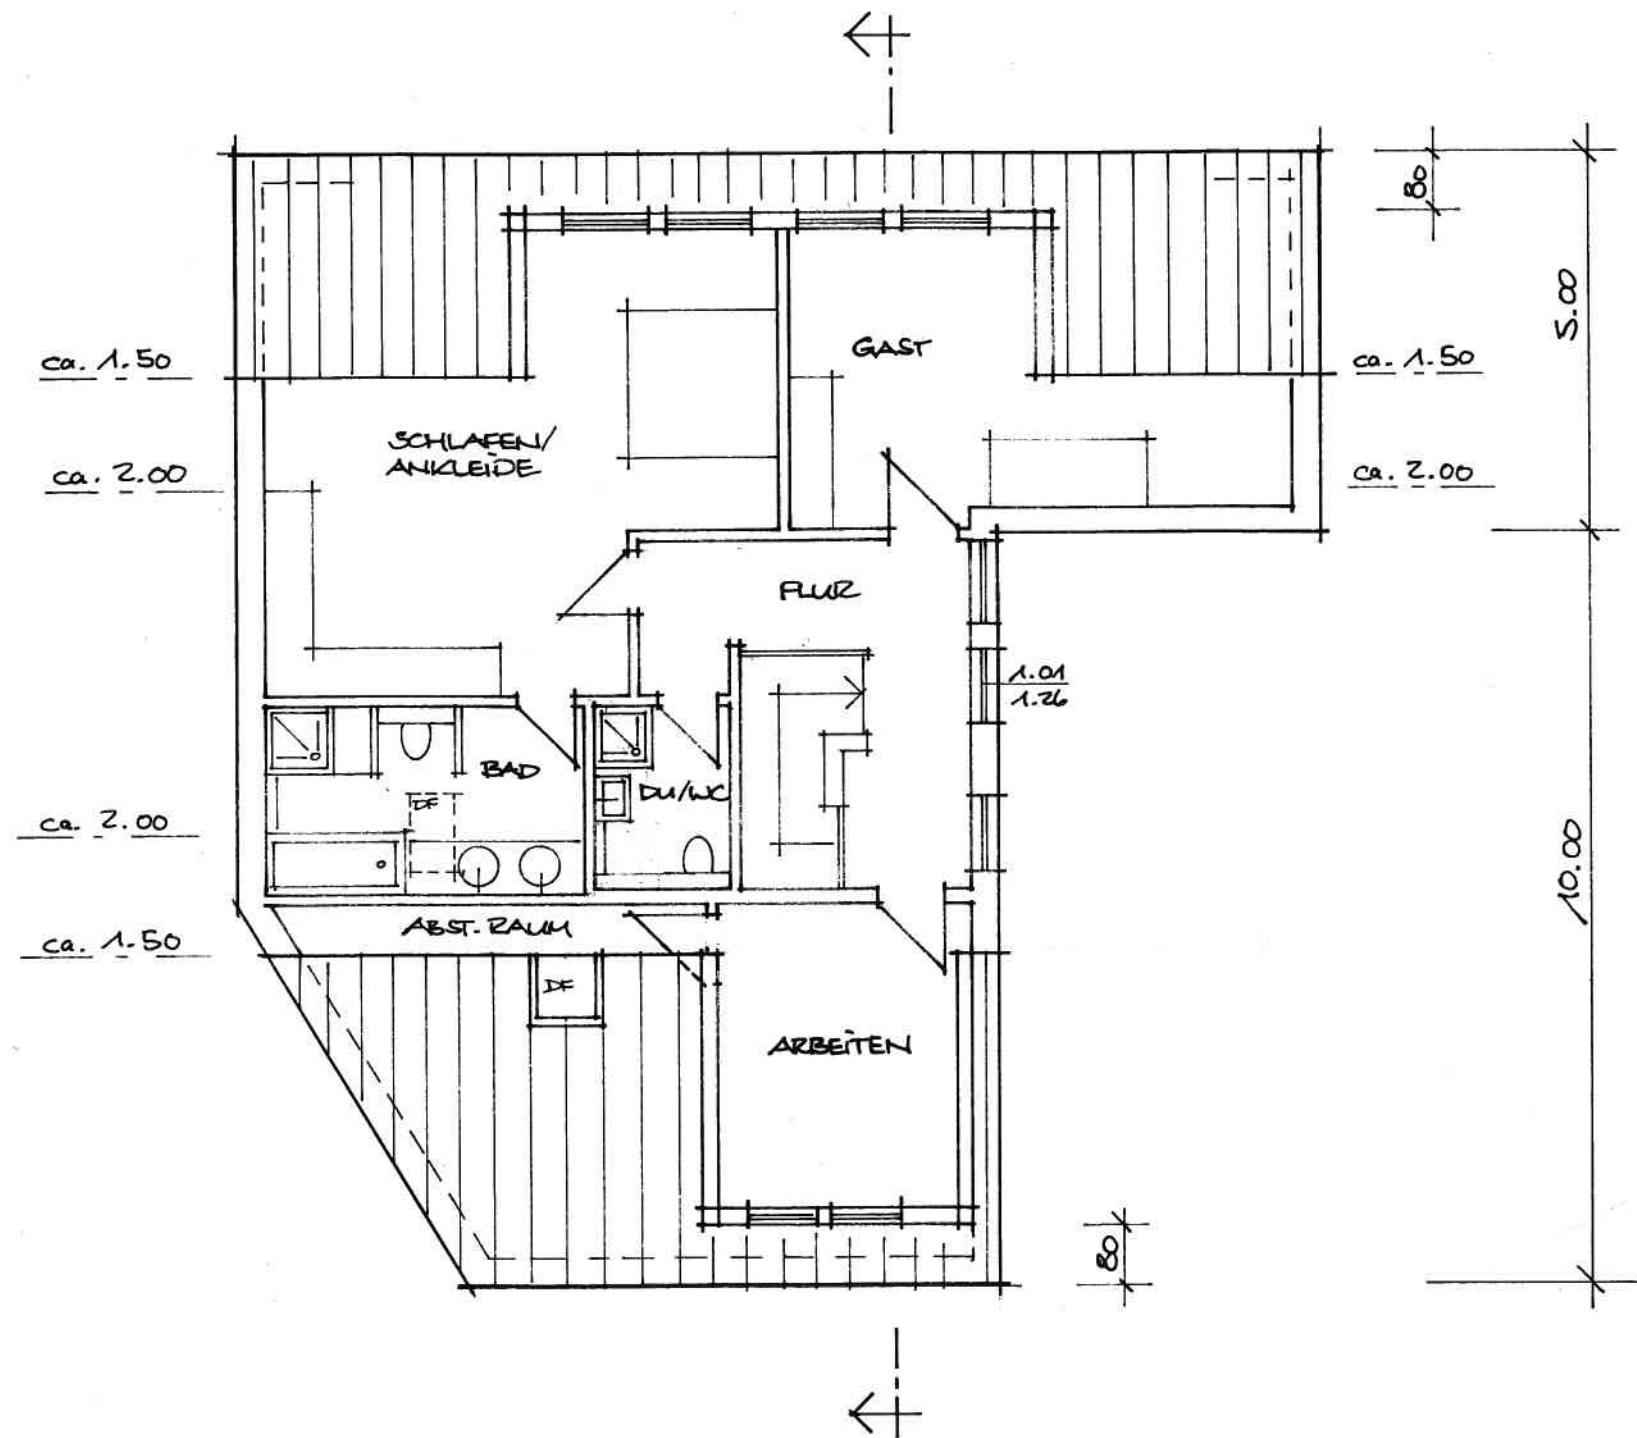 80
5.00
GAST
ca. 1.50
ca. 1.50
SCHLAFEN/
ANKLEIDE
ca. 2.00
ca. 2.00
FLUR
1.01
1.26
BAD
DU/WC
DF
ca. 2.00
10.00
ABST. RAUM
ca. 1.50
DF
ARBEITEN
80